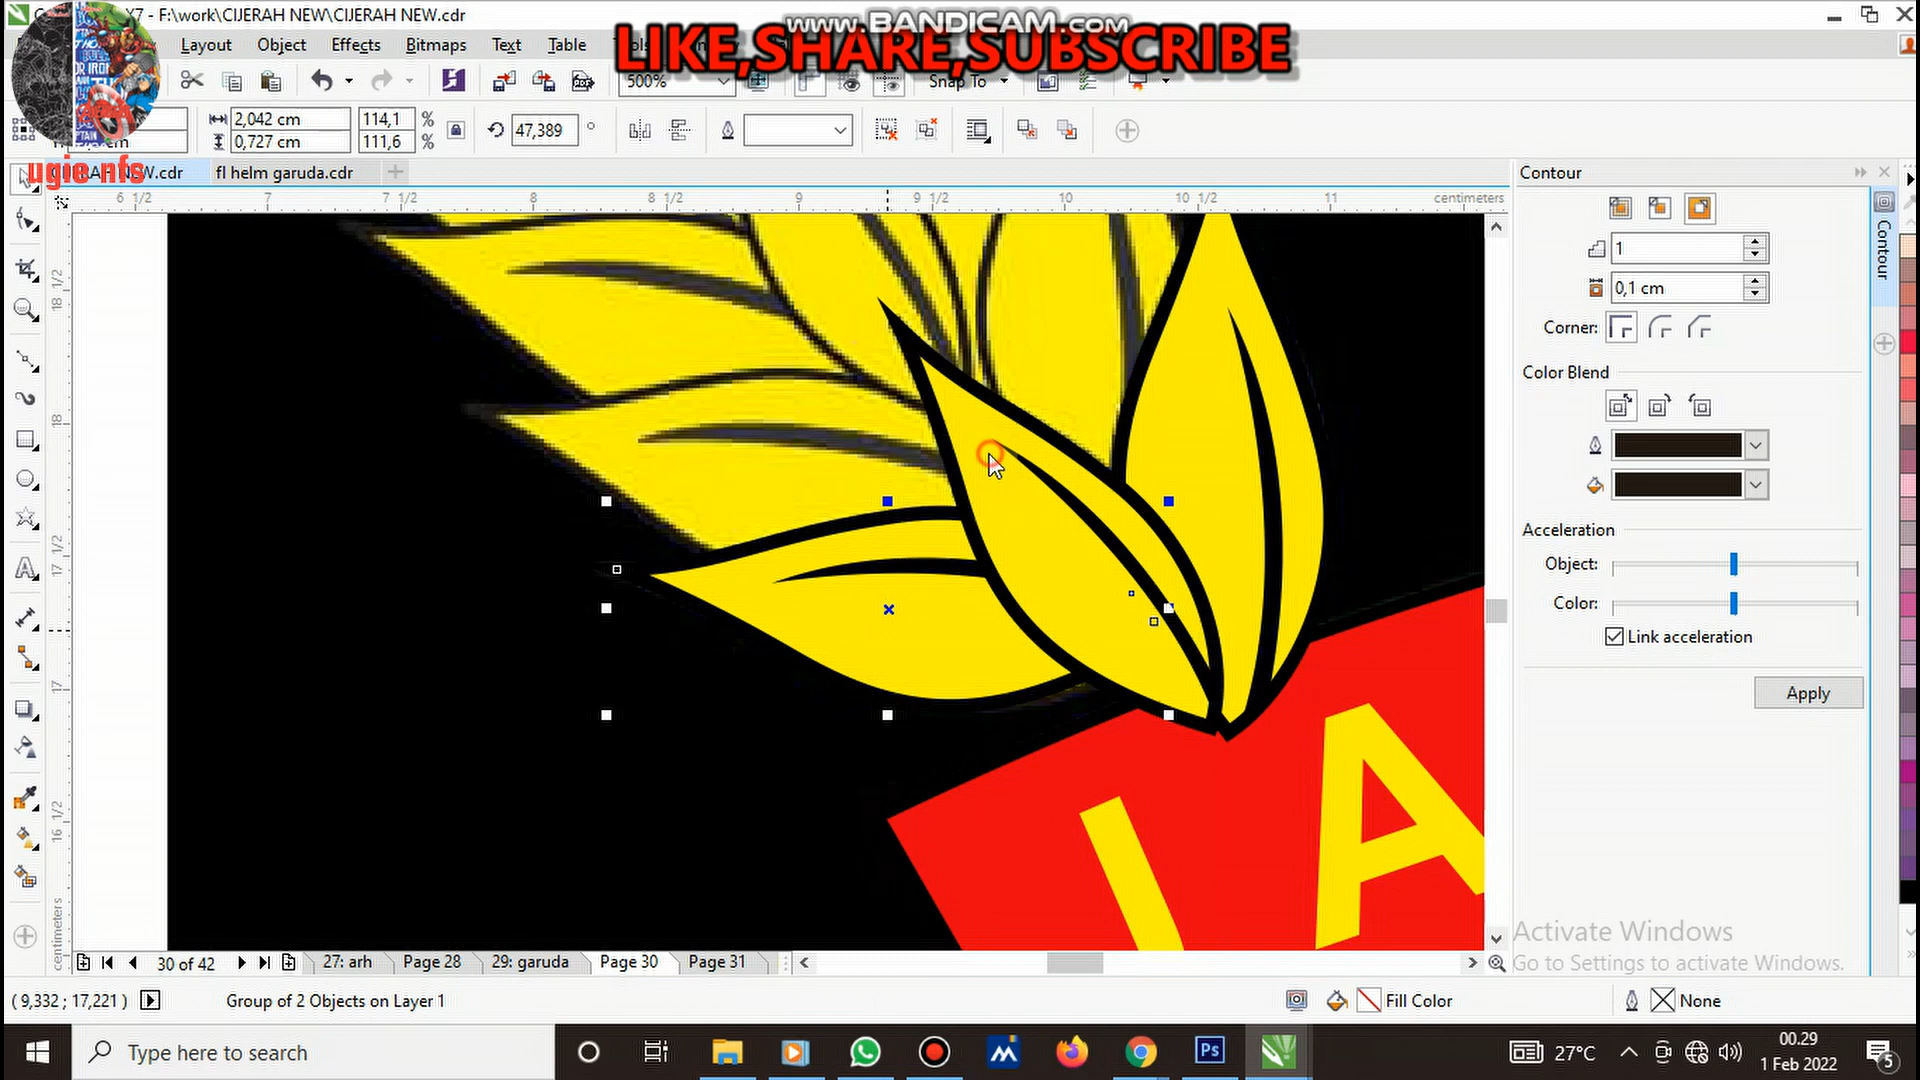 X7 - F:\work\CIJERAH NEW\CIJERAH NEW.cdr
www.BANDICAM.com
LIKE,SHARE,SUBSCRIBE
Layout Object Effects Bitmaps Text Table
500% Snap To
2,042 cm 114,1 %
0,727 cm 111,6 %
47,389 °
ugie nfs
NEW.cdr fl helm garuda.cdr
6 1/2 7 7 1/2 8 8 1/2 9 9 1/2 10 10 1/2 11 centimeters
18 1/2
18
17 1/2
17
16 1/2
centimeters
Contour
Contour
1
0,1 cm
Corner:
Color Blend
Acceleration
Object:
Color:
Link acceleration
Apply
A
Activate Windows
Go to Settings to activate Windows.
30 of 42 27: arh Page 28 29: garuda Page 30 Page 31
( 9,332 ; 17,221 ) Group of 2 Objects on Layer 1 Fill Color None
Type here to search
Ps
27°C
00.29
1 Feb 2022
5